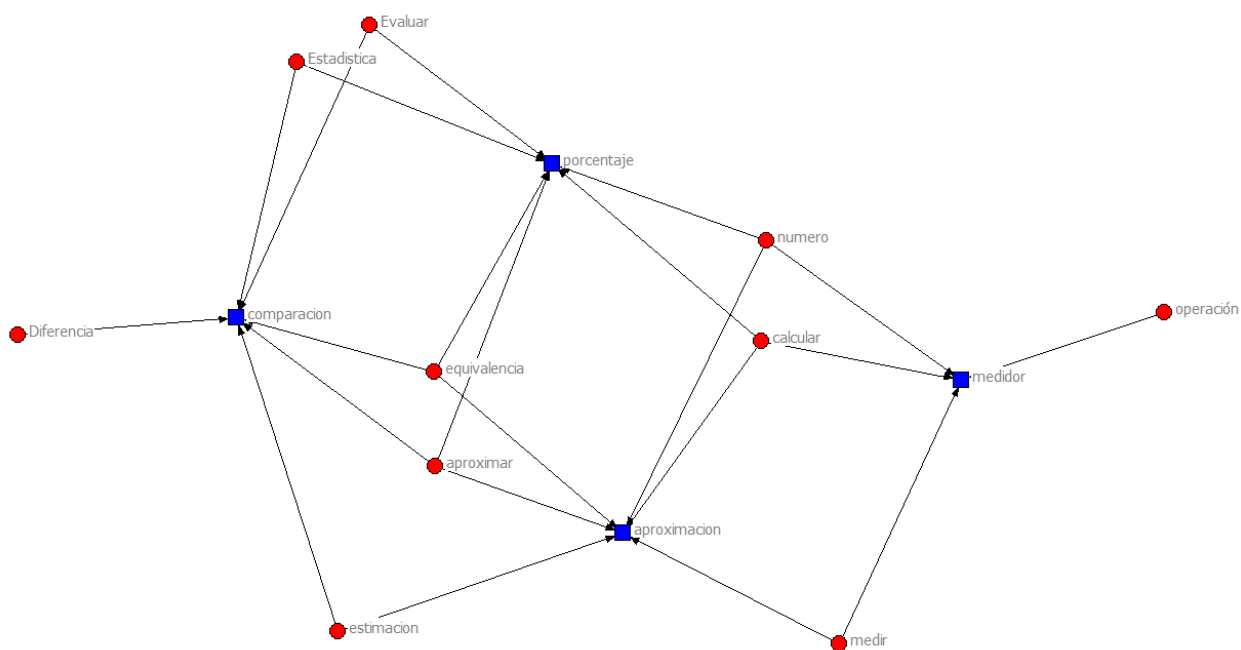 Evaluar
Estadistica
porcentaje
numero
operación
comparacion
Diferencia
calcular
equivalencia
medidor
aproximar
aproximacion
estimacion
medir